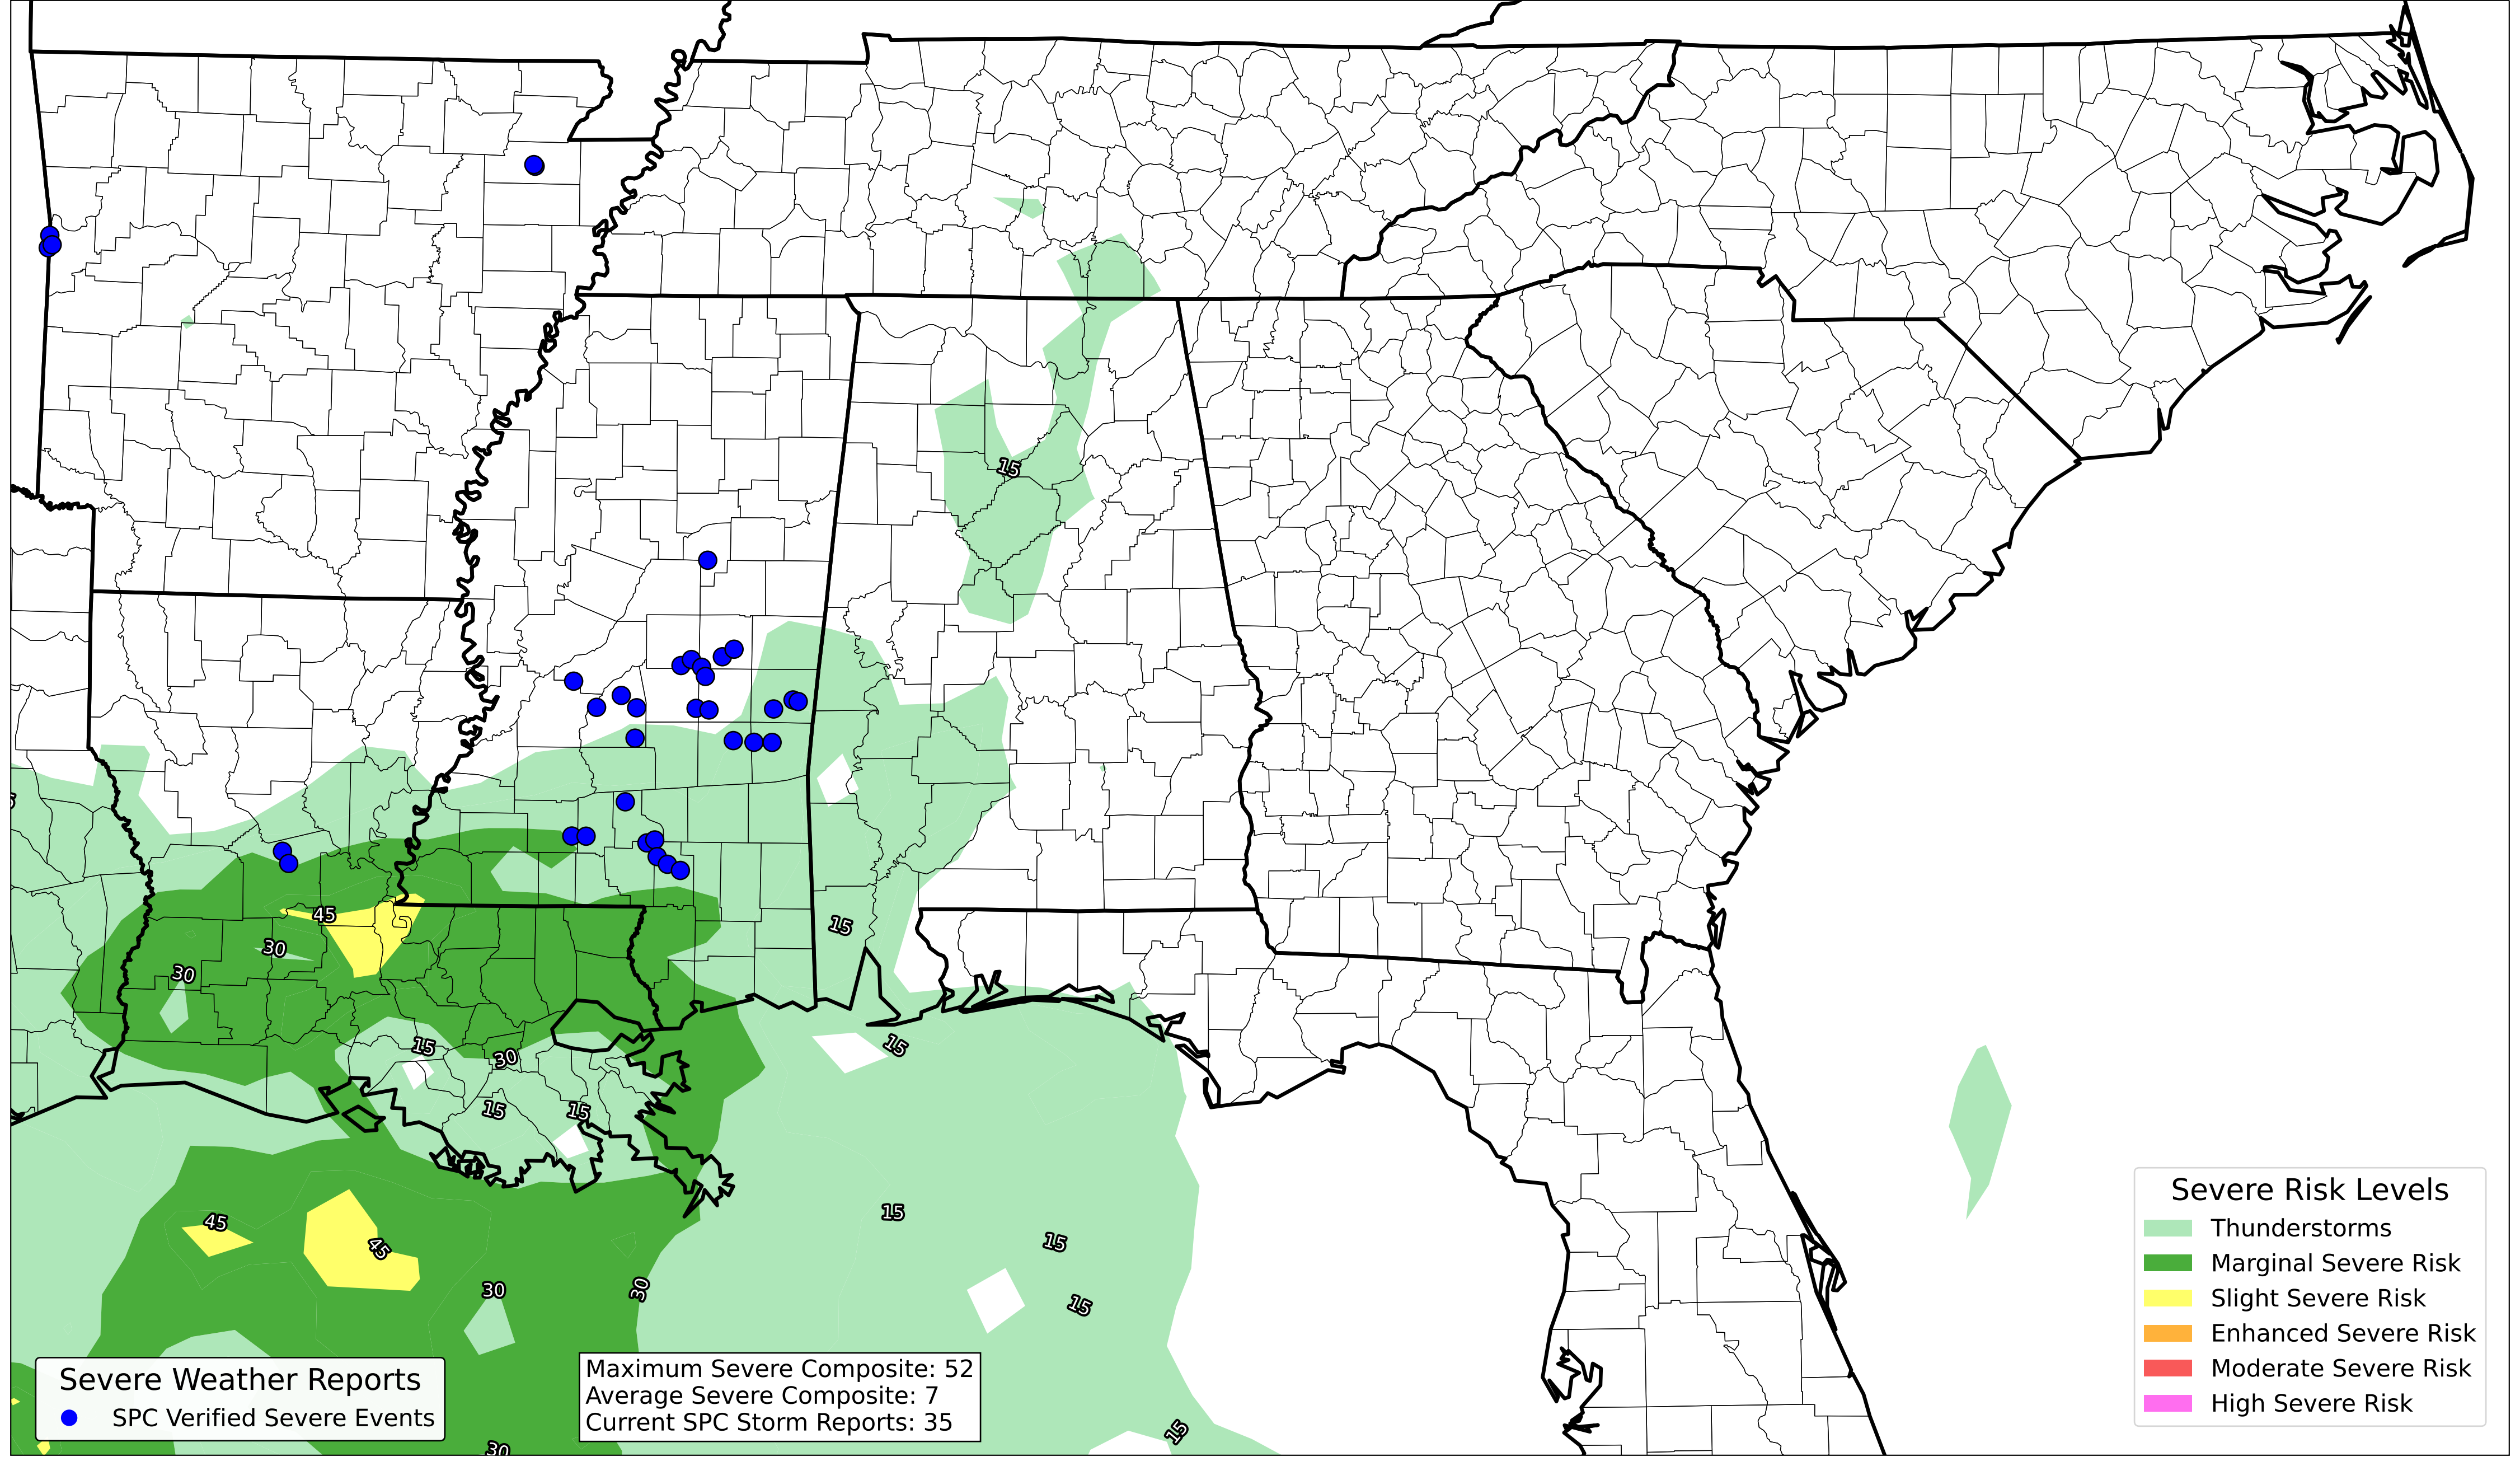 15
45
30
30
15
15
30
15
15
15
45
15
45
15
30
30
15
15
30
Severe Risk Levels
Thunderstorms
Marginal Severe Risk
Slight Severe Risk
Enhanced Severe Risk
Moderate Severe Risk
High Severe Risk
Severe Weather Reports
SPC Verified Severe Events
Maximum Severe Composite: 52
Average Severe Composite: 7
Current SPC Storm Reports: 35